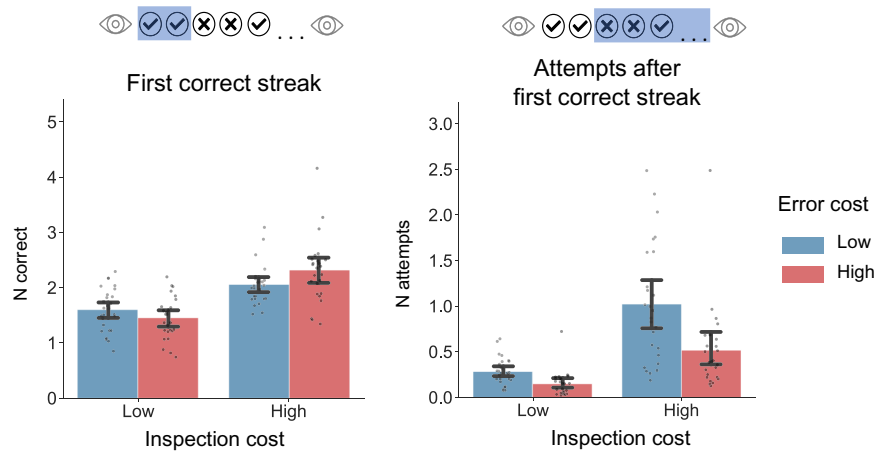 First correct streak
5
4
3
2
1
0
N correct
Low
High
Inspection cost
Attempts after
first correct streak
3.0
2.5
2.0
1.5
1.0
0.5
0.0
N attempts
Low
High
Inspection cost
Error cost
Low
High